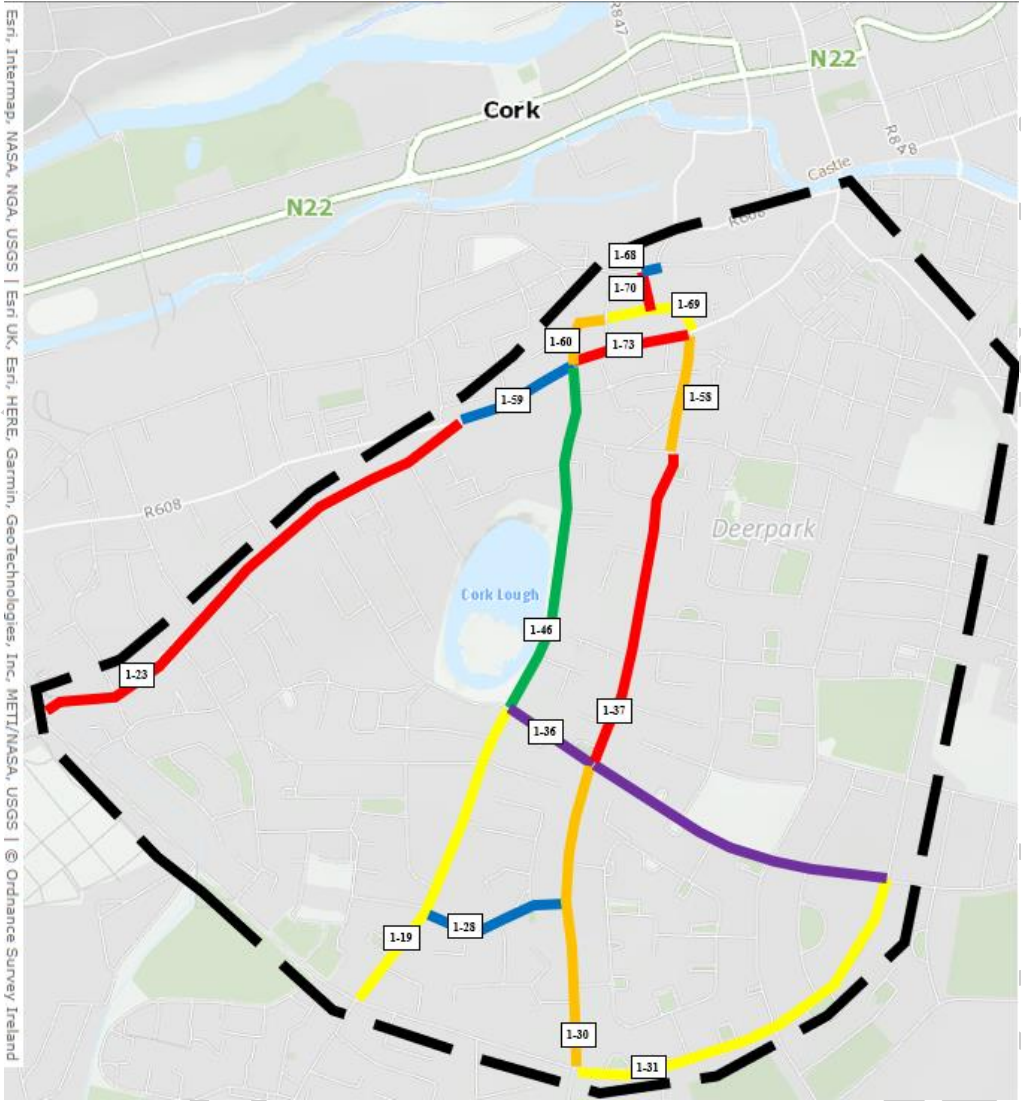 Esri, Intermap, NASA, NGA, USGS | Esri UK, Esri, HERE, Garmin, GeoTechnologies, Inc, METI/NASA, USGS | © Ordnance Survey Ireland
R847
N22
Cork
R848
Castle
N22
R608
1-68
1-70
1-69
1-60
1-73
1-59
1-58
R608
Deerpark
Cork Lough
1-46
1-23
1-37
1-36
1-28
1-19
1-30
1-31